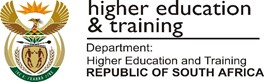 higher education
& training
Department:
Higher Education and Training
REPUBLIC OF SOUTH AFRICA